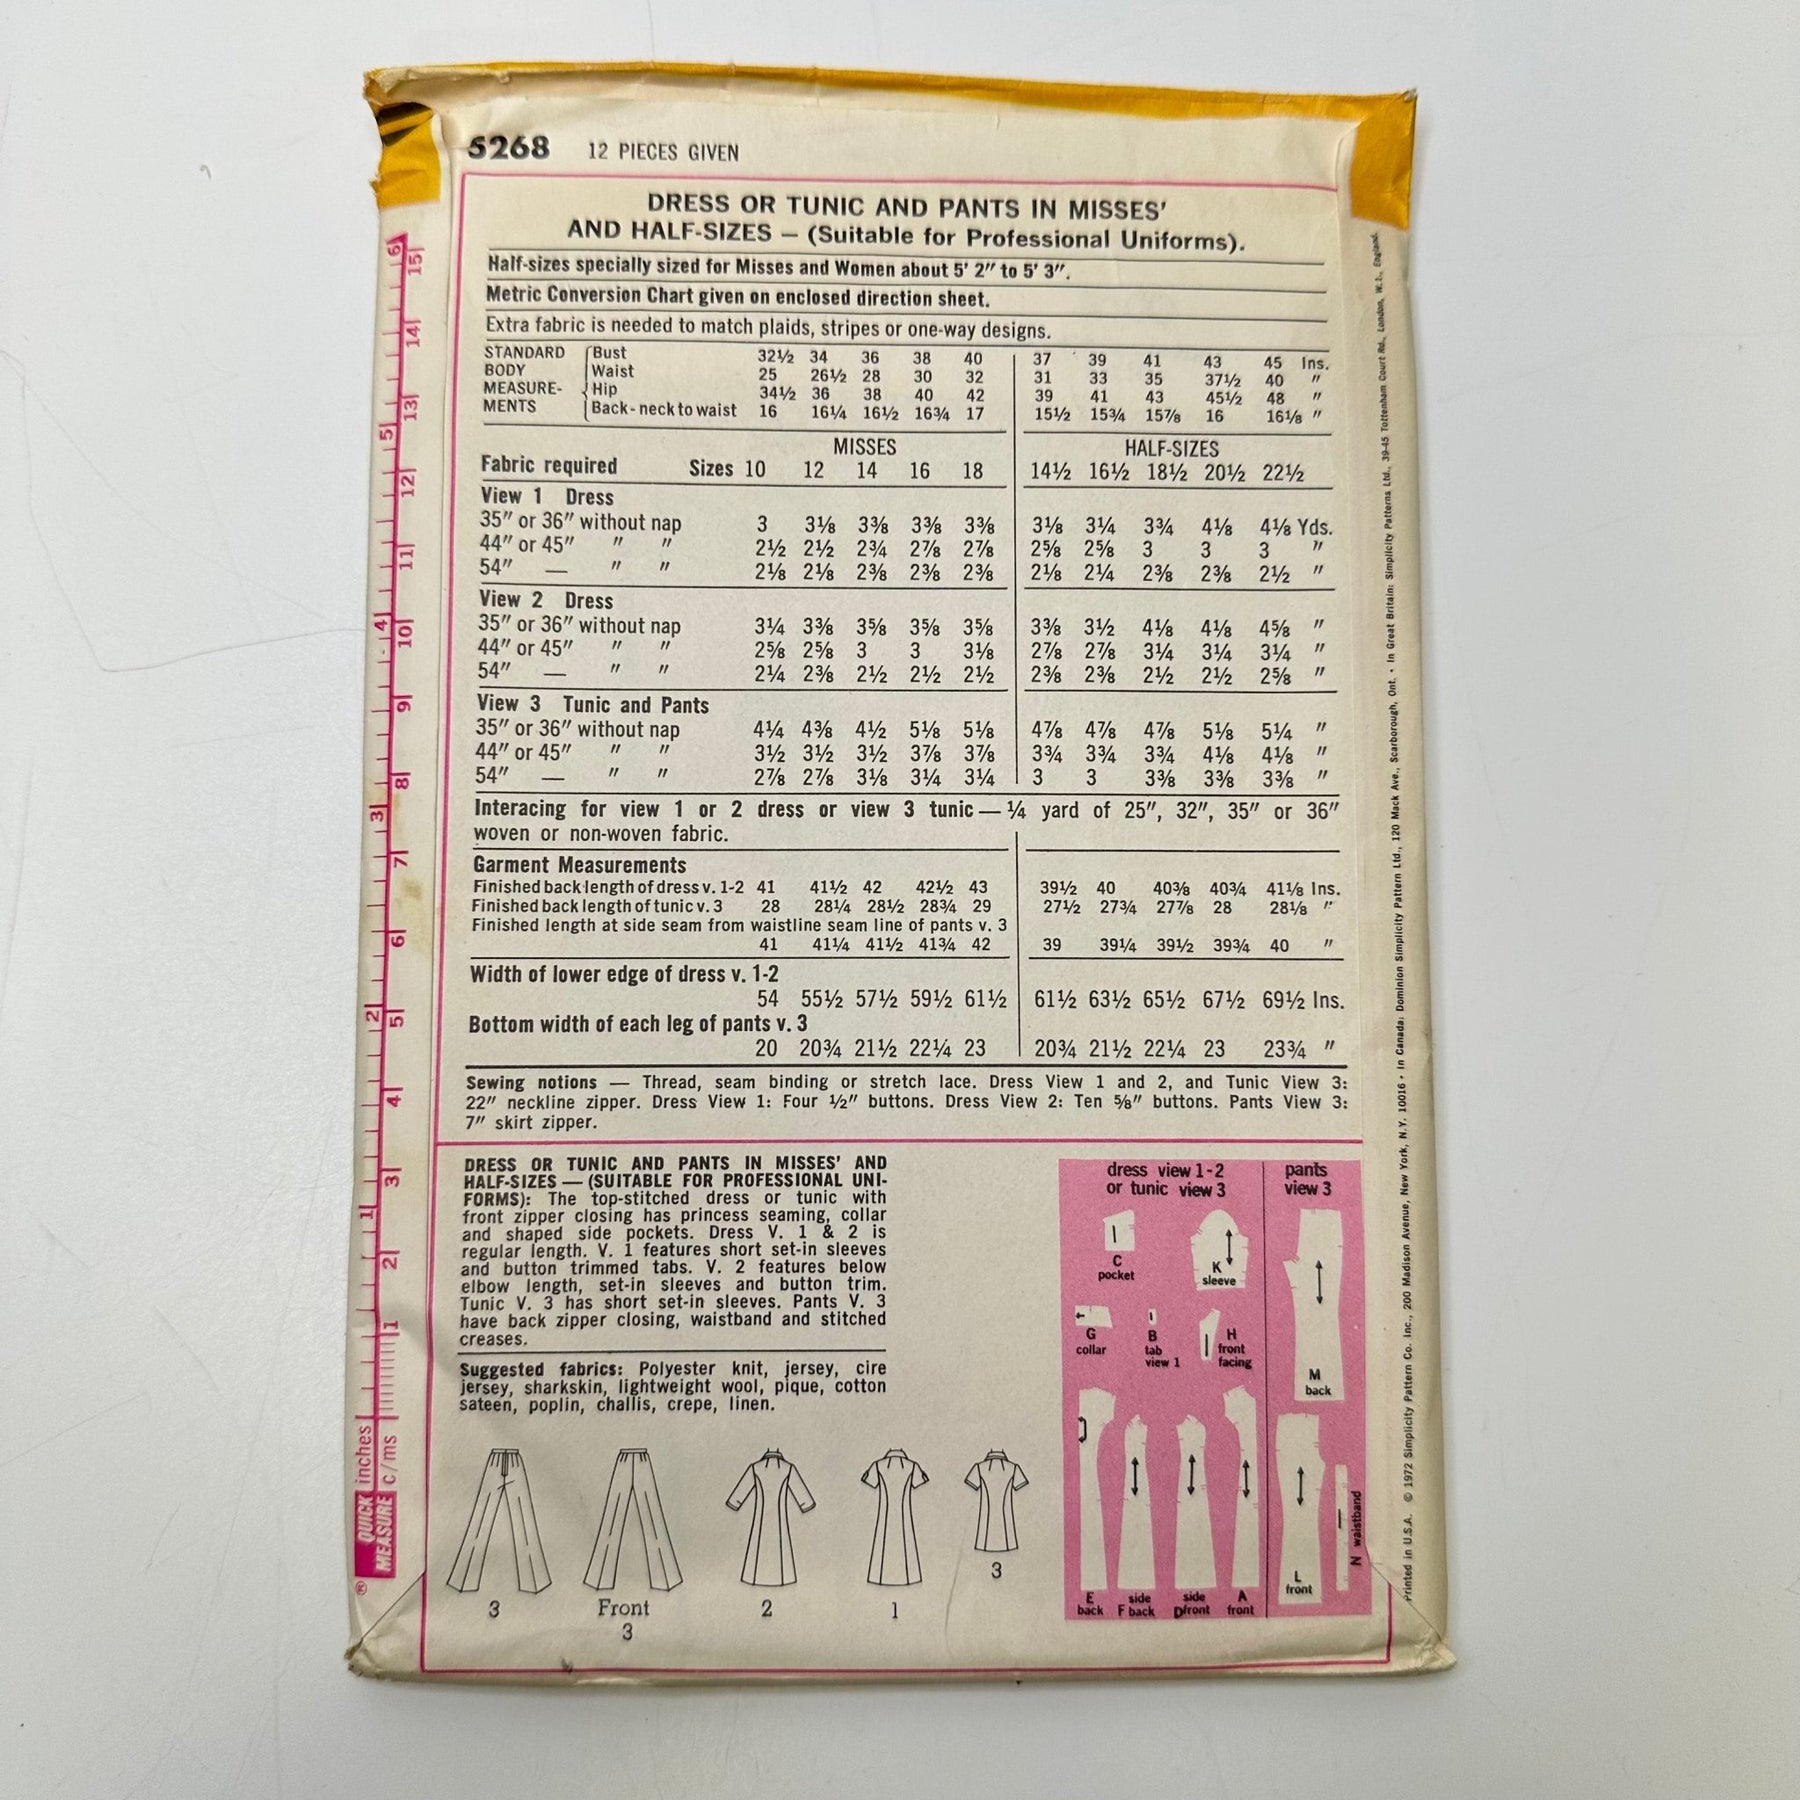 5268 12 PIECES GIVEN
DRESS OR TUNIC AND PANTS IN MISSES'
AND HALF-SIZES — (Suitable for Professional Uniforms).
Half-sizes specially sized for Misses and Women about 5' 2" to 5' 3".
Metric Conversion Chart given on enclosed direction sheet.
Extra fabric is needed to match plaids, stripes or one-way designs.
STANDARD Bust 32½ 34 36 38 40 37 39 41 43 45 Ins.
BODY Waist 25 26½ 28 30 32 31 33 35 37½ 40 "
MEASURE- Hip 34½ 36 38 40 42 39 41 43 45½ 48 "
MENTS Back-neck to waist 16 16¼ 16½ 16¾ 17 15½ 15¾ 15⅞ 16 16⅛ "
MISSES HALF-SIZES
Fabric required Sizes 10 12 14 16 18 14½ 16½ 18½ 20½ 22½
View 1 Dress
35" or 36" without nap 3 3⅛ 3⅜ 3⅜ 3⅜ 3⅛ 3¼ 3¾ 4⅛ 4⅛ Yds.
44" or 45" " " 2½ 2½ 2¾ 2⅞ 2⅞ 2⅝ 2⅝ 3 3 3 "
54" — " " 2⅛ 2⅛ 2⅜ 2⅜ 2⅜ 2⅛ 2¼ 2⅜ 2⅜ 2½ "
View 2 Dress
35" or 36" without nap 3¼ 3⅜ 3⅝ 3⅝ 3⅝ 3⅜ 3½ 4⅛ 4⅛ 4⅝ "
44" or 45" " " 2⅝ 2⅝ 3 3 3⅛ 2⅞ 2⅞ 3¼ 3¼ 3¼ "
54" — " " 2¼ 2⅜ 2½ 2½ 2½ 2⅜ 2⅜ 2½ 2½ 2⅝ "
View 3 Tunic and Pants
35" or 36" without nap 4¼ 4⅜ 4½ 5⅛ 5⅛ 4⅞ 4⅞ 4⅞ 5⅛ 5¼ "
44" or 45" " " 3½ 3½ 3½ 3⅞ 3⅞ 3¾ 3¾ 3¾ 4⅛ 4⅛ "
54" — " " 2⅞ 2⅞ 3⅛ 3¼ 3¼ 3 3 3⅜ 3⅜ 3⅜ "
Interacing for view 1 or 2 dress or view 3 tunic — ¼ yard of 25", 32", 35" or 36"
woven or non-woven fabric.
Garment Measurements
Finished back length of dress v. 1-2 41 41½ 42 42½ 43 39½ 40 40⅜ 40¾ 41⅛ Ins.
Finished back length of tunic v. 3 28 28¼ 28½ 28¾ 29 27½ 27¾ 27⅞ 28 28⅛ "
Finished length at side seam from waistline seam line of pants v. 3
41 41¼ 41½ 41¾ 42 39 39¼ 39½ 39¾ 40 "
Width of lower edge of dress v. 1-2
54 55½ 57½ 59½ 61½ 61½ 63½ 65½ 67½ 69½ Ins.
Bottom width of each leg of pants v. 3
20 20¾ 21½ 22¼ 23 20¾ 21½ 22¼ 23 23¾ "
Sewing notions — Thread, seam binding or stretch lace. Dress View 1 and 2, and Tunic View 3:
22" neckline zipper. Dress View 1: Four ½" buttons. Dress View 2: Ten ⅝" buttons. Pants View 3:
7" skirt zipper.
DRESS OR TUNIC AND PANTS IN MISSES' AND
HALF-SIZES — (SUITABLE FOR PROFESSIONAL UNI-
FORMS): The top-stitched dress or tunic with
front zipper closing has princess seaming, collar
and shaped side pockets. Dress V. 1 & 2 is
regular length. V. 1 features short set-in sleeves
and button trimmed tabs. V. 2 features below
elbow length, set-in sleeves and button trim.
Tunic V. 3 has short set-in sleeves. Pants V. 3
have back zipper closing, waistband and stitched
creases.
Suggested fabrics: Polyester knit, jersey, cire
jersey, sharkskin, lightweight wool, pique, cotton
sateen, poplin, challis, crepe, linen.
3
Front
3
2
1
3
dress view 1-2
or tunic view 3
pants
view 3
C
pocket
K
sleeve
G
collar
B
tab
view 1
H
front
facing
M
back
E
back
side
F back
side
D front
A
front
L
front
N waistband
6 5 4 3 2 1
15 14 13 12 11 10 9 8 7 6 5 4 3 2 1
QUICK inches
MEASURE c/ms
®
Printed in U.S.A. © 1972 Simplicity Pattern Co. Inc., 200 Madison Avenue, New York, N.Y. 10016 • In Canada: Dominion Simplicity Pattern Ltd., 120 Mack Ave., Scarborough, Ont. • In Great Britain: Simplicity Patterns Ltd., 39-45 Tottenham Court Rd., London, W.1., England.